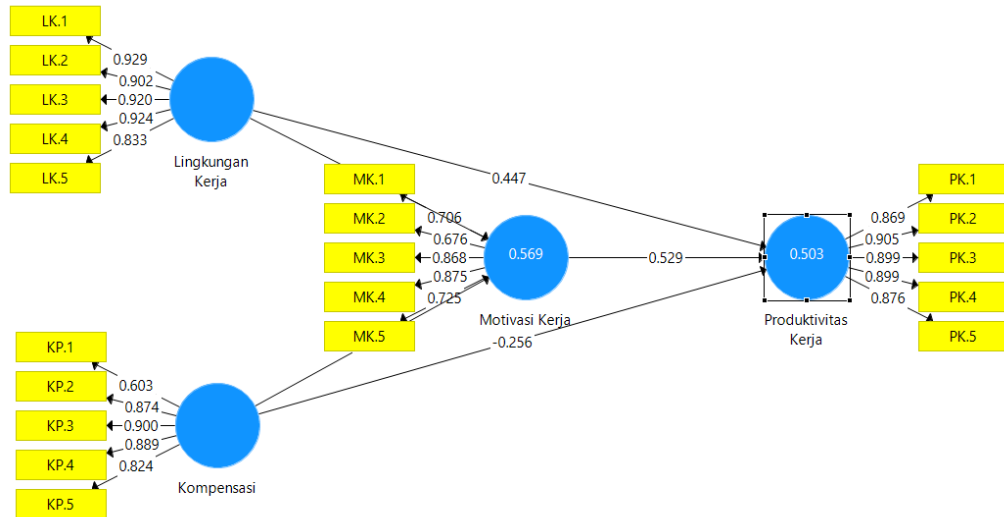 LK.1
LK.2
LK.3
LK.4
LK.5
0.929
0.902
0.920
0.924
0.833
Lingkungan
Kerja
0.447
MK.1
MK.2
MK.3
MK.4
MK.5
0.706
0.676
0.868
0.875
0.725
0.569
Motivasi Kerja
0.529
-0.256
0.503
Produktivitas
Kerja
0.869
0.905
0.899
0.899
0.876
PK.1
PK.2
PK.3
PK.4
PK.5
KP.1
KP.2
KP.3
KP.4
KP.5
0.603
0.874
0.900
0.889
0.824
Kompensasi